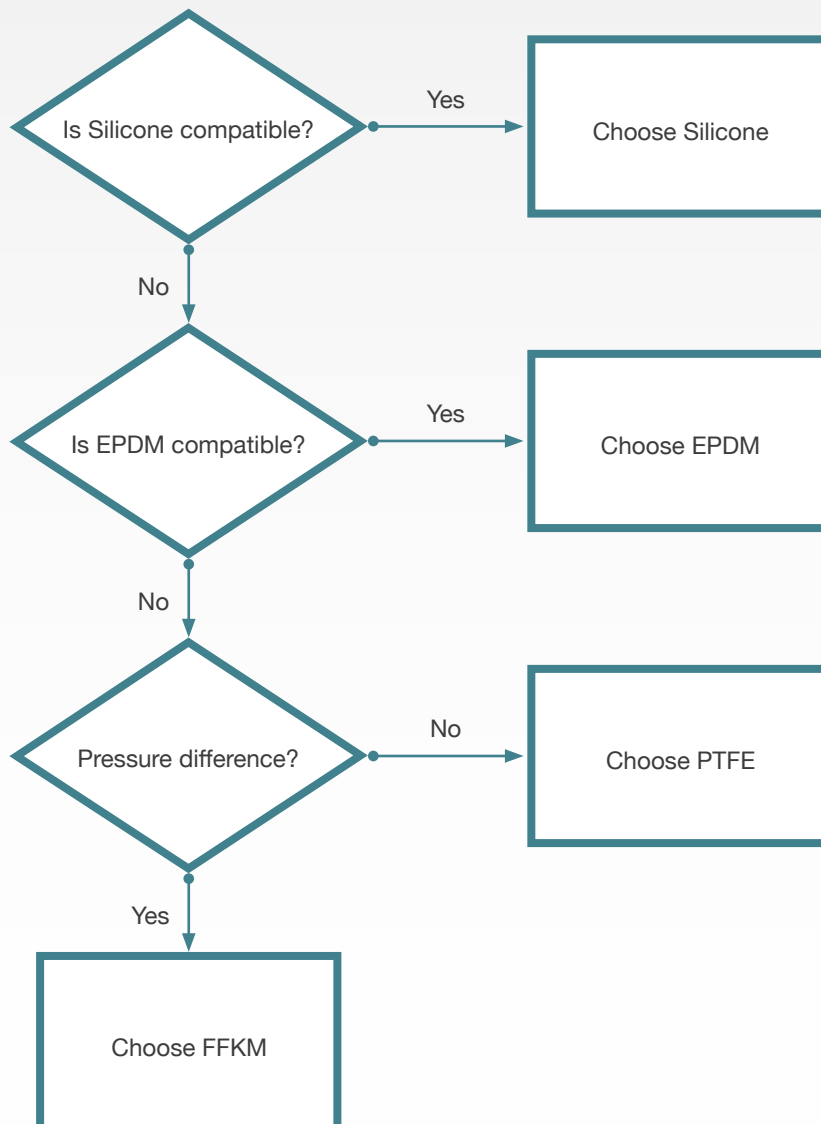 Is Silicone compatible?
Yes
Choose Silicone
No
Is EPDM compatible?
Yes
Choose EPDM
No
Pressure difference?
No
Choose PTFE
Yes
Choose FFKM